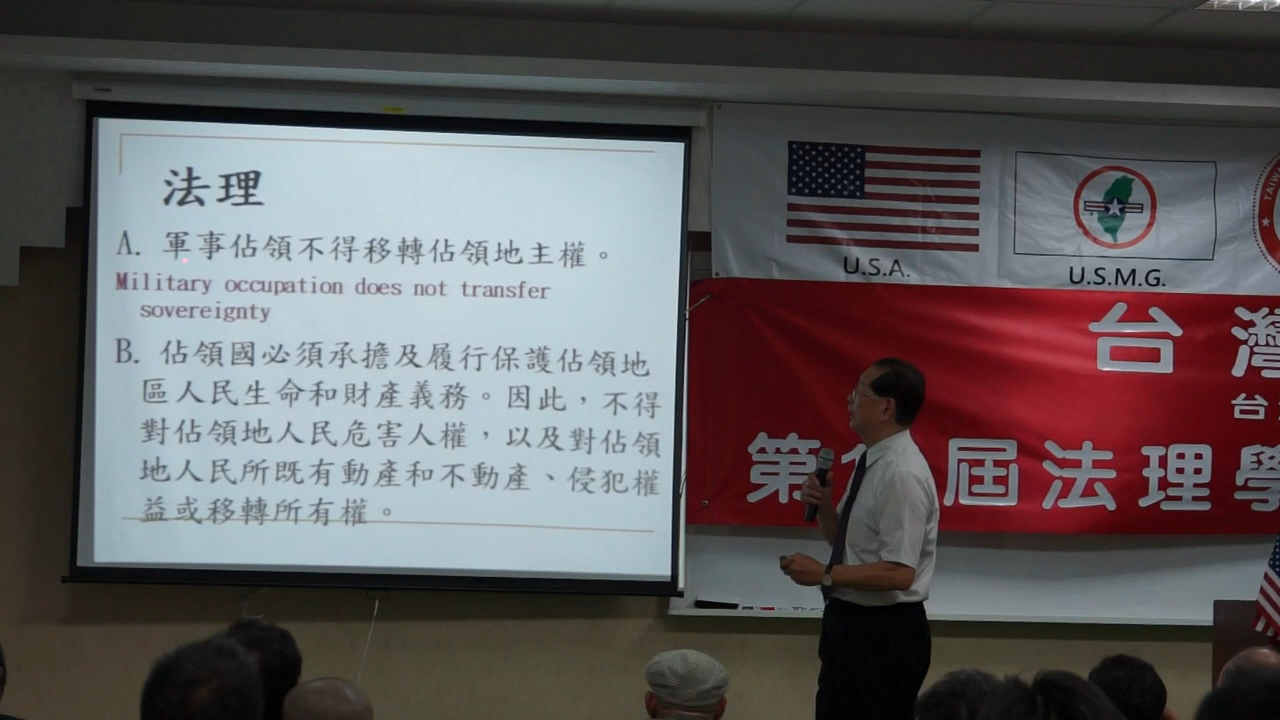 法理
A. 軍事佔領不得移轉佔領地主權。
Military occupation does not transfer
sovereignty
B. 佔領國必須承擔及履行保護佔領地
區人民生命和財產義務。因此，不得
對佔領地人民危害人權，以及對佔領
地人民所既有動產和不動產、侵犯權
益或移轉所有權。
U.S.A.
U.S.M.G.
台灣
台
第 屆法理學